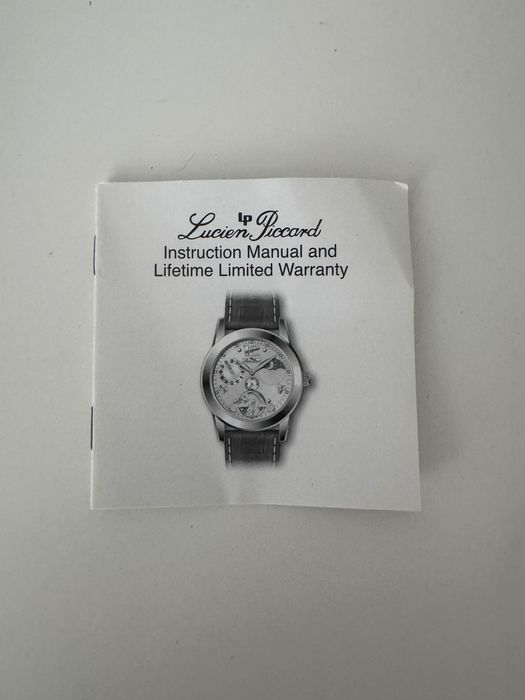 LP
Lucien Piccard
Instruction Manual and
Lifetime Limited Warranty